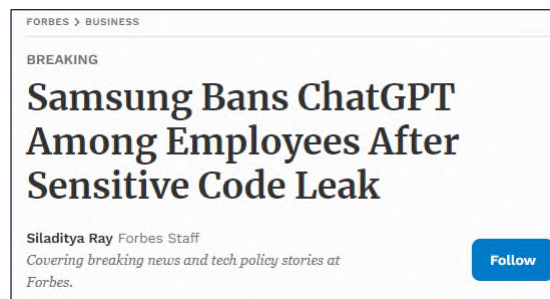 FORBES > BUSINESS
BREAKING
Samsung Bans ChatGPT
Among Employees After
Sensitive Code Leak
Siladitya Ray Forbes Staff
Covering breaking news and tech policy stories at
Forbes.
Follow